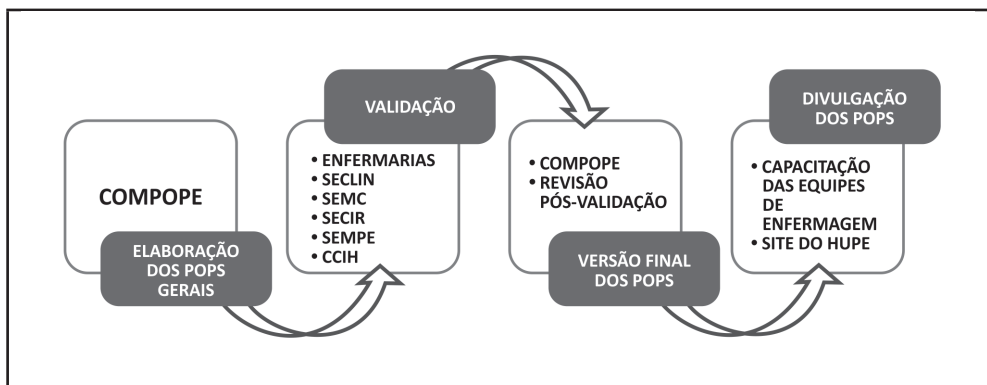 COMPOPE
ELABORAÇÃO
DOS POPS
GERAIS
VALIDAÇÃO
• ENFERMARIAS
• SECLIN
• SEMC
• SECIR
• SEMPE
• CCIH
• COMPOPE
• REVISÃO
PÓS-VALIDAÇÃO
VERSÃO FINAL
DOS POPS
DIVULGAÇÃO
DOS POPS
• CAPACITAÇÃO
DAS EQUIPES
DE
ENFERMAGEM
• SITE DO HUPE